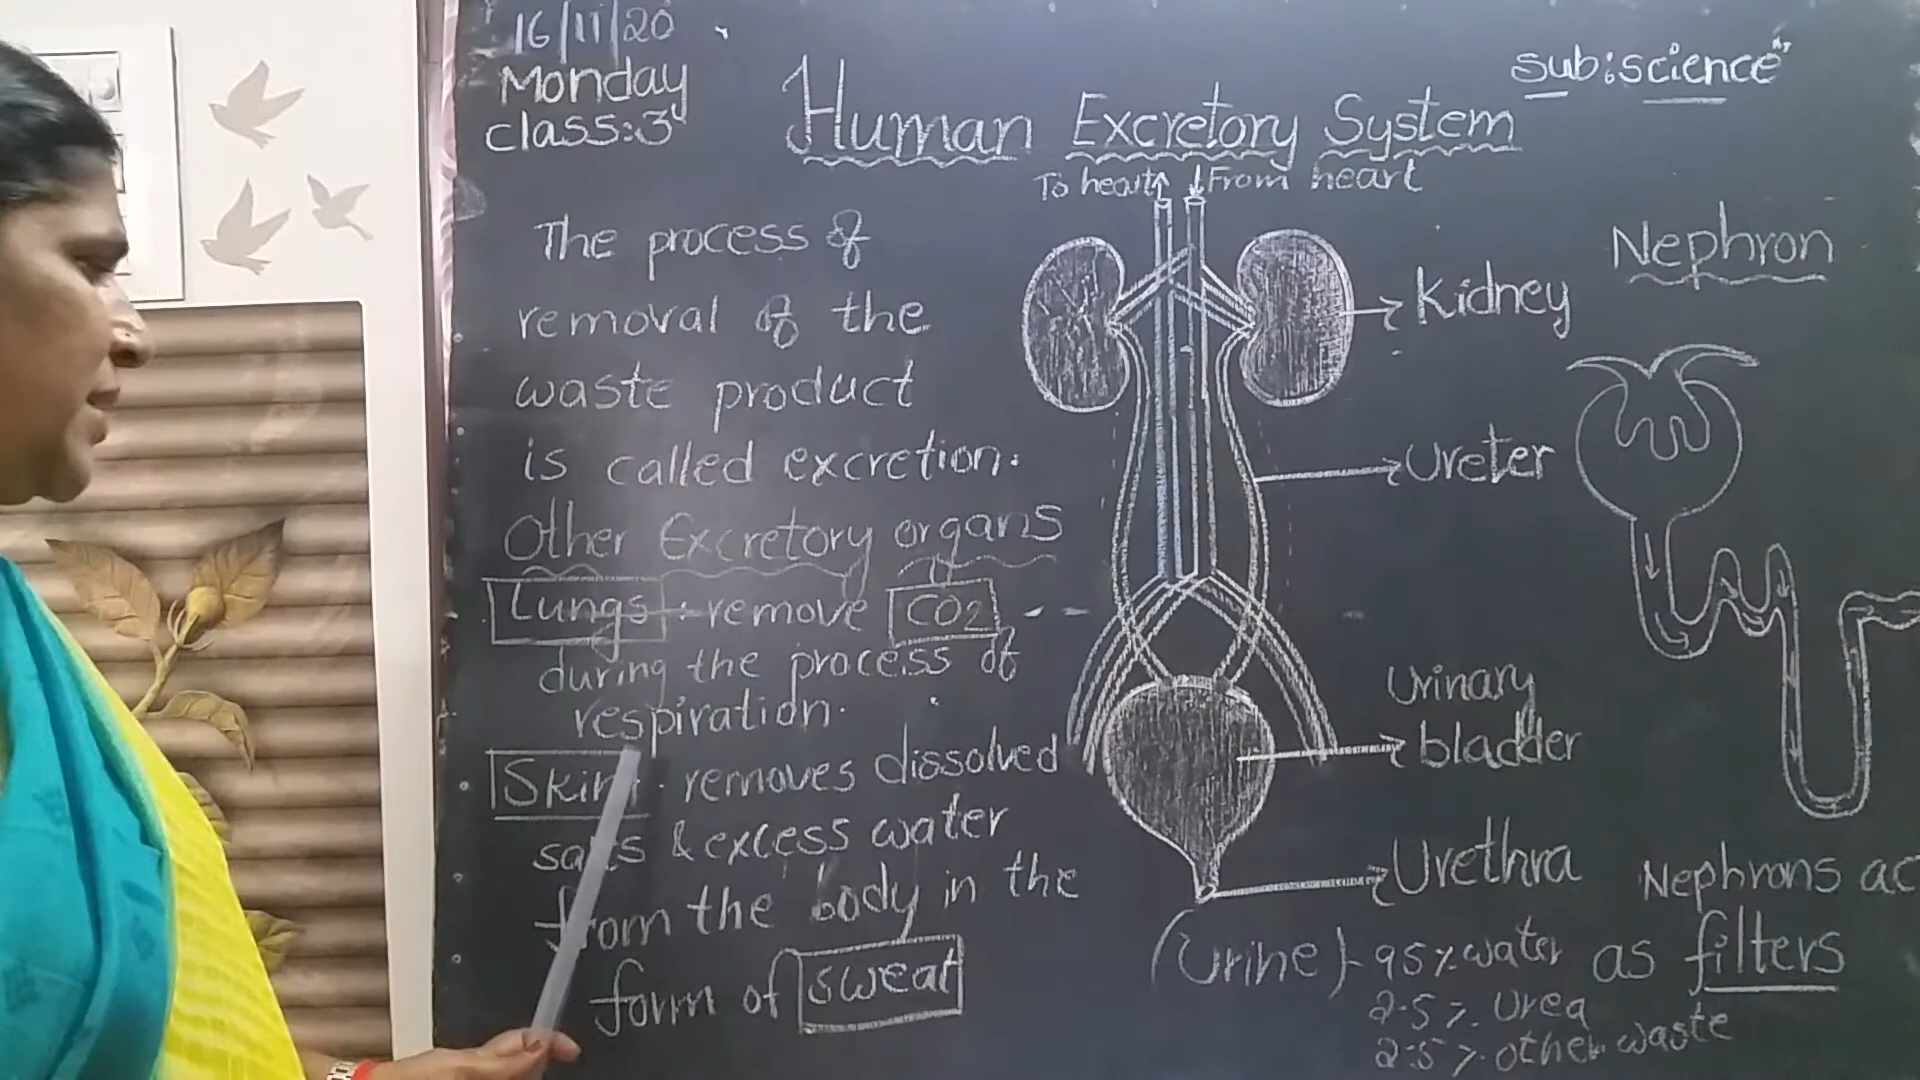 16/11/20
Monday
class:3
sub:science
Human Excretory System
To heart↑ ↓From heart
The process of
removal of the
waste product
is called excretion.
Other Excretory organs
Lungs: remove CO2
during the process of
respiration.
Skin: removes dissolved
salts & excess water
from the body in the
form of sweat
Kidney
Ureter
Urinary
bladder
Urethra
(Urine)- 95% water
2.5% urea
2.5% other waste
Nephron
Nephrons ac
as filters